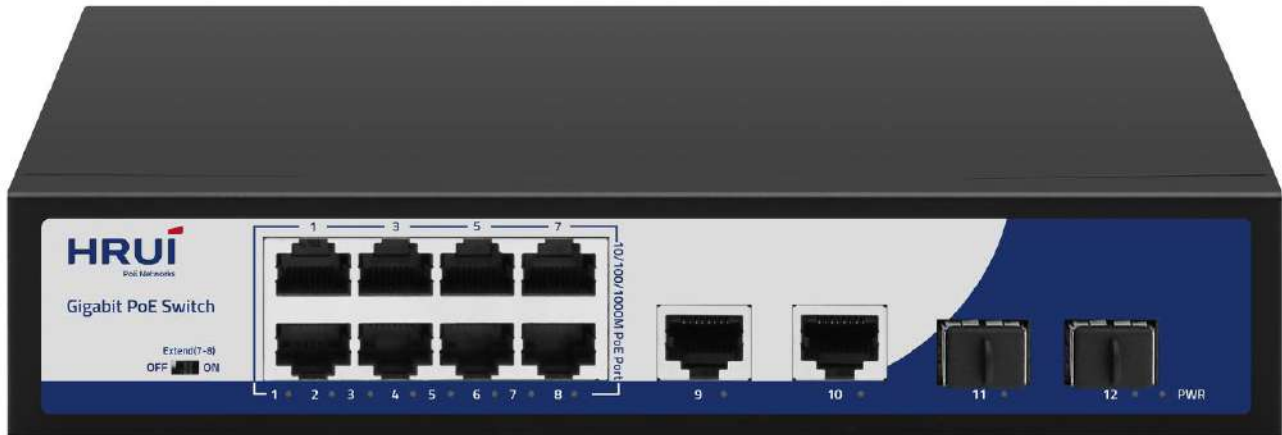 1 3 5 7
HRUÍ
PoE Networks
Gigabit PoE Switch
Extend(7-8)
OFF ON
10/100/1000M PoE Port
1 2 3 4 5 6 7 8 9 10 11 12 PWR